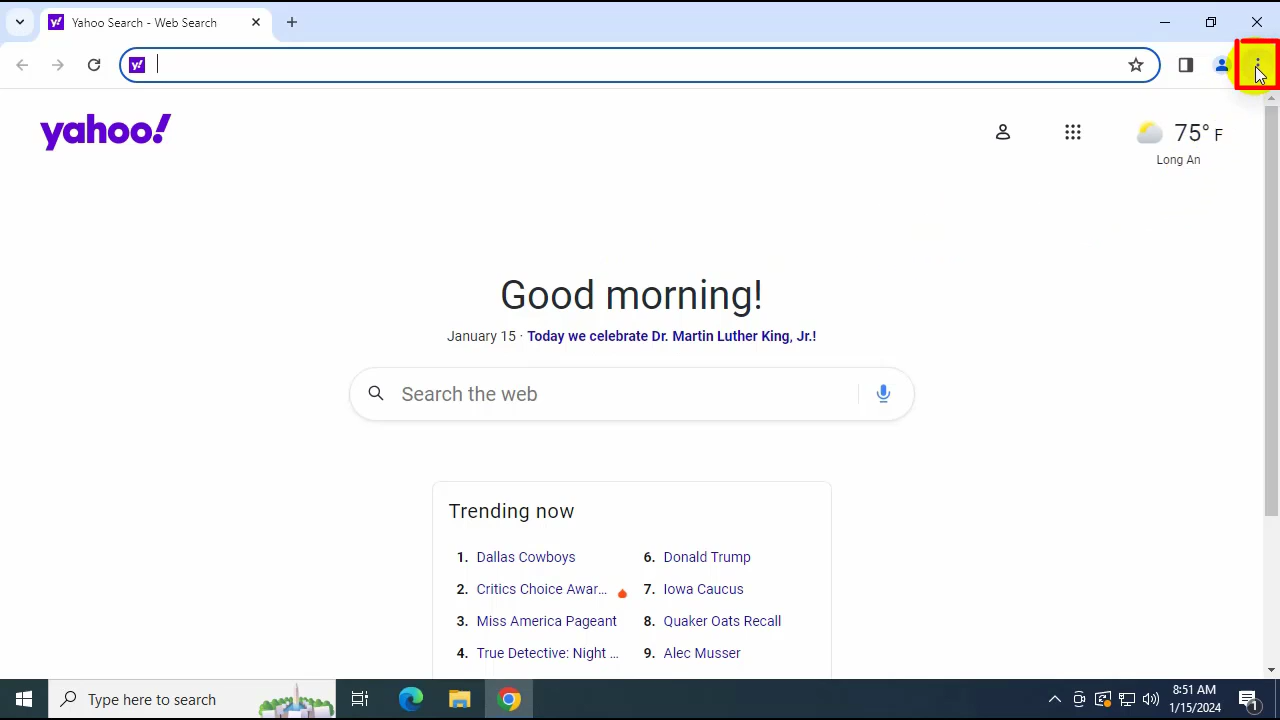 Yahoo Search - Web Search
yahoo!
75° F
Long An
Good morning!
January 15 · Today we celebrate Dr. Martin Luther King, Jr.!
Search the web
Trending now
1. Dallas Cowboys
2. Critics Choice Awar...
3. Miss America Pageant
4. True Detective: Night ...
6. Donald Trump
7. Iowa Caucus
8. Quaker Oats Recall
9. Alec Musser
Type here to search
8:51 AM
1/15/2024
1